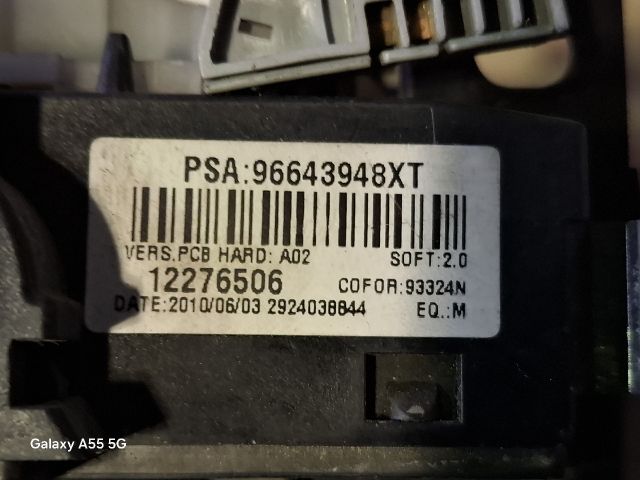 PSA:96643948XT
VERS.PCB HARD: A02 SOFT:2.0
12276506 COFOR:93324N
DATE:2010/06/03 2924038844 EQ.:M
Galaxy A55 5G